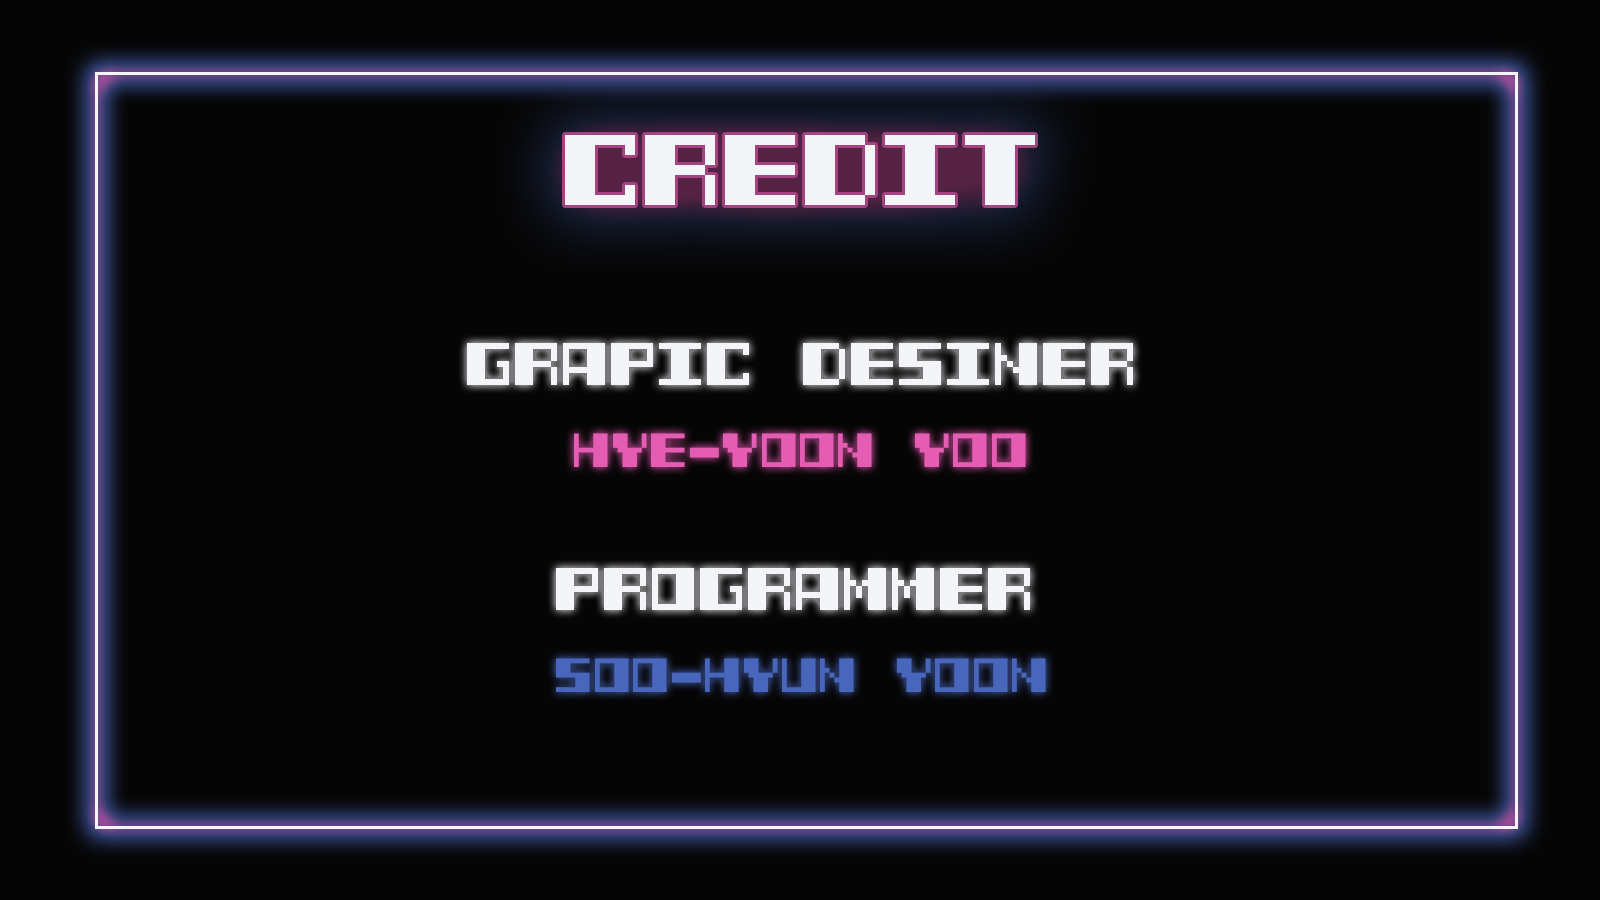 CREDIT
GRAPIC DESINER
HYE-YOON YOO
PROGRAMMER
SOO-HYUN YOON